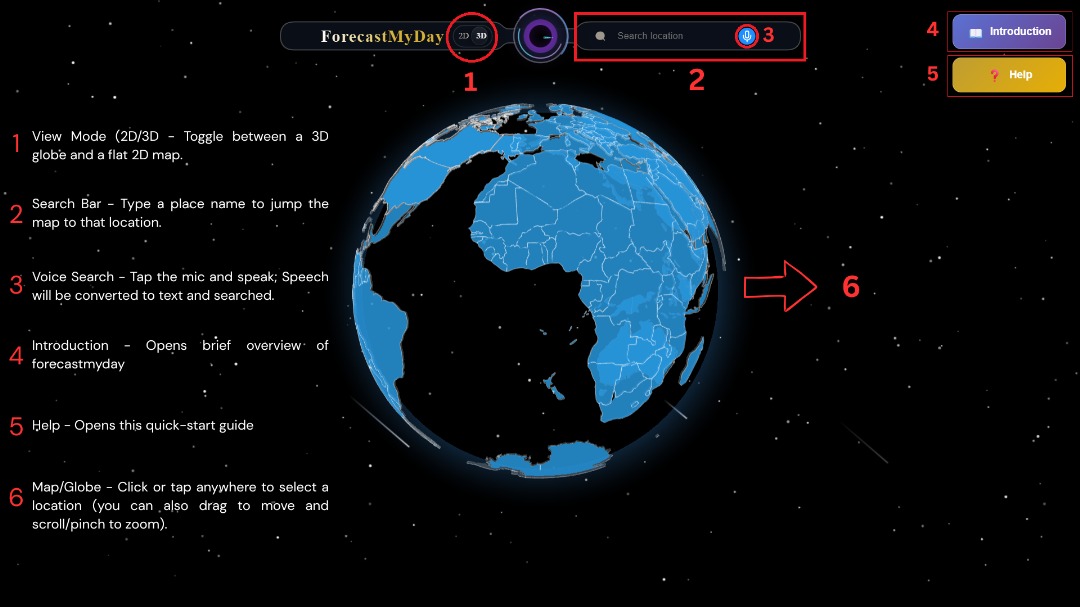 ForecastMyDay 2D 3D Search location 3
1
2
4 Introduction
5 Help
1 View Mode (2D/3D - Toggle between a 3D
globe and a flat 2D map.
2 Search Bar - Type a place name to jump the
map to that location.
3 Voice Search - Tap the mic and speak; Speech
will be converted to text and searched.
4 Introduction - Opens brief overview of
forecastmyday
5 Help - Opens this quick-start guide
6 Map/Globe - Click or tap anywhere to select a
location (you can also drag to move and
scroll/pinch to zoom).
6